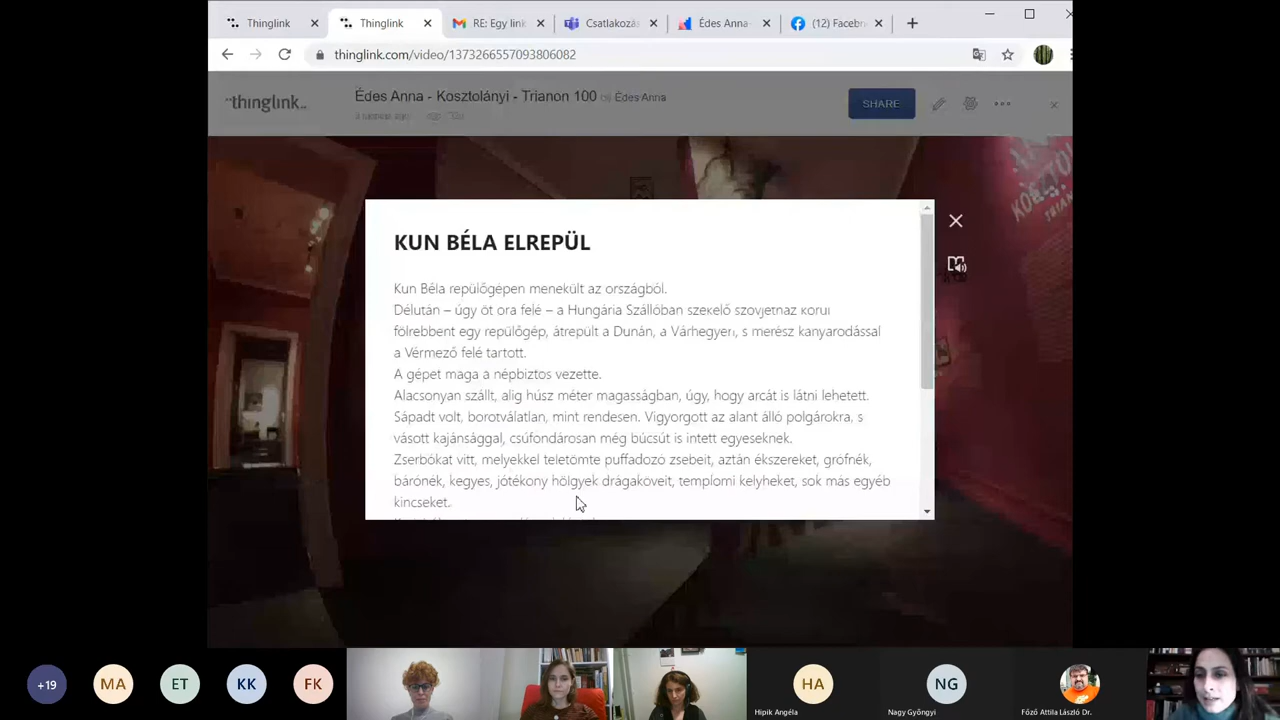 Thinglink
Thinglink
RE: Egy link
Csatlakozás
Édes Anna -
(12) Facebo
thinglink.com/video/1373266557093806082
thinglink..
Édes Anna - Kosztolányi - Trianon 100
Édes Anna
SHARE
KUN BÉLA ELREPÜL
Kun Béla repülőgépen menekült az országból.
Délután – úgy öt óra felé – a Hungária Szállóban székelő szovjetház körül
fölrebbent egy repülőgép, átrepült a Dunán, a Várhegyen, s merész kanyarodással
a Vérmező felé tartott.
A gépet maga a népbiztos vezette.
Alacsonyan szállt, alig húsz méter magasságban, úgy, hogy arcát is látni lehetett.
Sápadt volt, borotválatlan, mint rendesen. Vigyorgott az alant álló polgárokra, s
vásott kajánsággal, csúfondárosan még búcsút is intett egyeseknek.
Zserbókat vitt, melyekkel teletömte puffadozó zsebeit, aztán ékszereket, grófnék,
bárónék, kegyes, jótékony hölgyek drágaköveit, templomi kelyheket, sok más egyéb
kincseket.
+19
MA
ET
KK
FK
HA
Hipik Angéla
NG
Nagy Gyöngyi
Főző Attila László Dr.